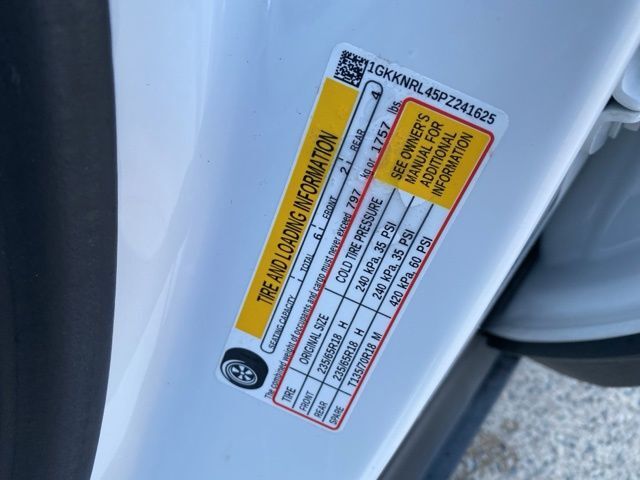 1GKKNRL45PZ241625
TIRE AND LOADING INFORMATION
SEATING CAPACITY TOTAL 6 FRONT 2 REAR 4
The combined weight of occupants and cargo must never exceed 797 kg or 1757 lbs.
TIRE ORIGINAL SIZE COLD TIRE PRESSURE
FRONT 235/65R18 H 240 kPa, 35 PSI
REAR 235/65R18 H 240 kPa, 35 PSI
SPARE T135/70R18 M 420 kPa, 60 PSI
SEE OWNER'S
MANUAL FOR
ADDITIONAL
INFORMATION